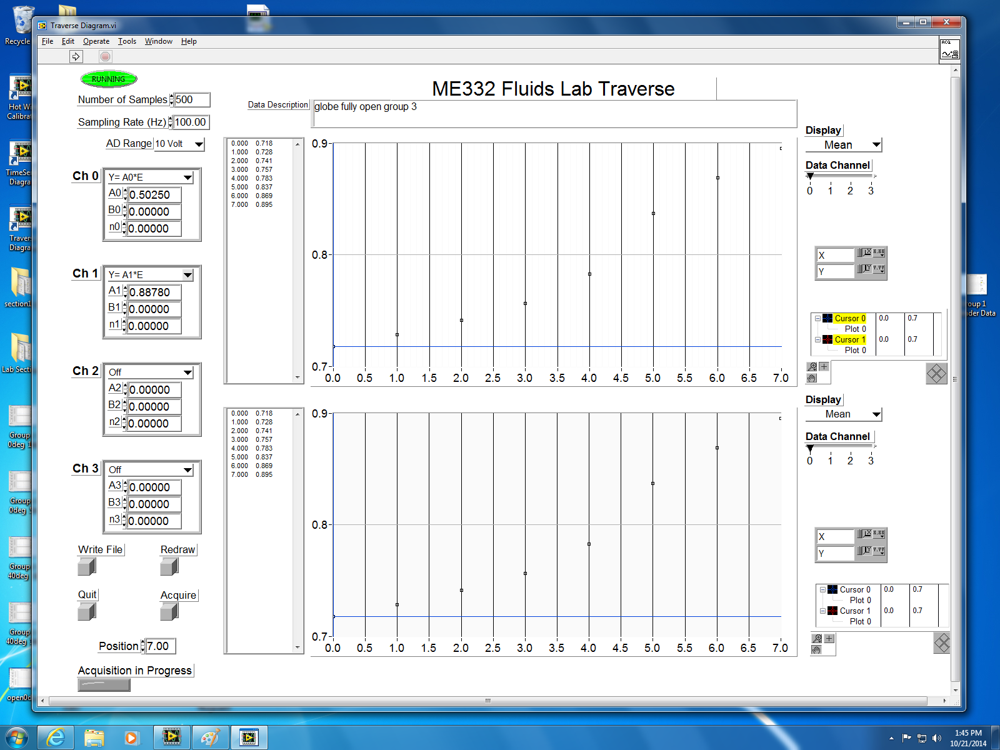 Recycle
Traverse Diagram.vi
File Edit Operate Tools Window Help
ACQ
RUNNING
ME332 Fluids Lab Traverse
Number of Samples 500
Data Description globe fully open group 3
Sampling Rate (Hz) 100.00
AD Range 10 Volt
Ch 0 Y= A0*E
A0 0.50250
B0 0.00000
n0 0.00000
Ch 1 Y= A1*E
A1 0.88780
B1 0.00000
n1 0.00000
Ch 2 Off
A2 0.00000
B2 0.00000
n2 0.00000
Ch 3 Off
A3 0.00000
B3 0.00000
n3 0.00000
Write File Redraw
Quit Acquire
Position 7.00
Acquisition in Progress
0.000 0.718
1.000 0.728
2.000 0.741
3.000 0.757
4.000 0.783
5.000 0.837
6.000 0.869
7.000 0.895
0.9
0.8
0.7
0.0 0.5 1.0 1.5 2.0 2.5 3.0 3.5 4.0 4.5 5.0 5.5 6.0 6.5 7.0
Display
Mean
Data Channel
0 1 2 3
X
Y
Cursor 0 0.0 0.7
Plot 0
Cursor 1 0.0 0.7
Plot 0
0.000 0.718
1.000 0.728
2.000 0.741
3.000 0.757
4.000 0.783
5.000 0.837
6.000 0.869
7.000 0.895
0.9
0.8
0.7
0.0 0.5 1.0 1.5 2.0 2.5 3.0 3.5 4.0 4.5 5.0 5.5 6.0 6.5 7.0
Display
Mean
Data Channel
0 1 2 3
X
Y
Cursor 0 0.0 0.7
Plot 0
Cursor 1 0.0 0.7
Plot 0
Hot Wi
Calibrat
TimeSer
Diagra
Traver
Diagra
section1
Lab Secti
Group
0deg 1
Group
0deg
Group
40deg
Group
40deg
open0d
oup 1
der Data
1:45 PM
10/21/2014